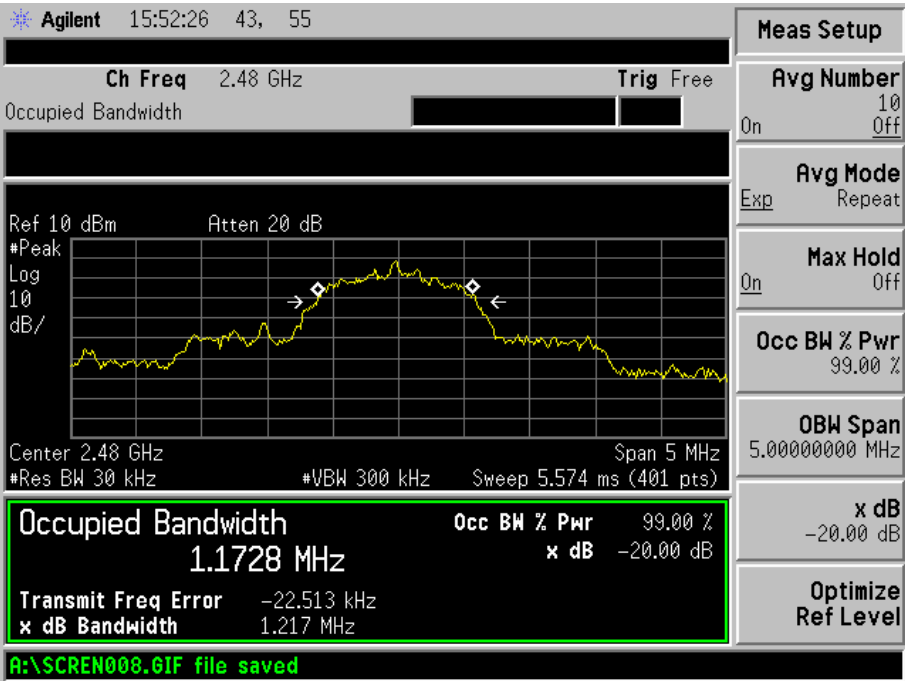 Agilent 15:52:26 43, 55
Ch Freq 2.48 GHz Trig Free
Occupied Bandwidth
Ref 10 dBm Atten 20 dB
#Peak
Log
10
dB/
Center 2.48 GHz Span 5 MHz
#Res BW 30 kHz #VBW 300 kHz Sweep 5.574 ms (401 pts)
Occupied Bandwidth Occ BW % Pwr 99.00 %
1.1728 MHz x dB -20.00 dB
Transmit Freq Error -22.513 kHz
x dB Bandwidth 1.217 MHz
A:\SCREN008.GIF file saved
Meas Setup
Avg Number
10
On Off
Avg Mode
Exp Repeat
Max Hold
On Off
Occ BW % Pwr
99.00 %
OBW Span
5.00000000 MHz
x dB
-20.00 dB
Optimize
Ref Level